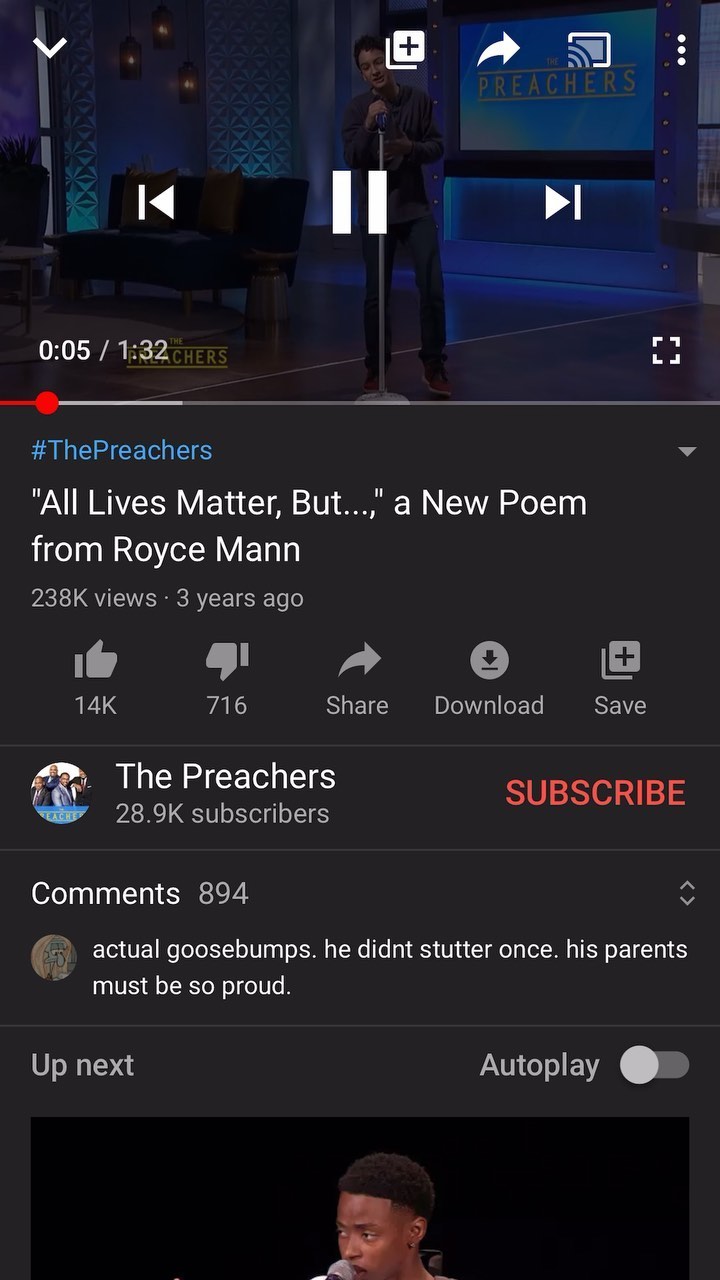 THE
PREACHERS
0:05 / 1:32
THE
PREACHERS
#ThePreachers
"All Lives Matter, But...," a New Poem
from Royce Mann
238K views · 3 years ago
14K
716
Share
Download
Save
The Preachers
28.9K subscribers
SUBSCRIBE
Comments 894
actual goosebumps. he didnt stutter once. his parents
must be so proud.
Up next
Autoplay